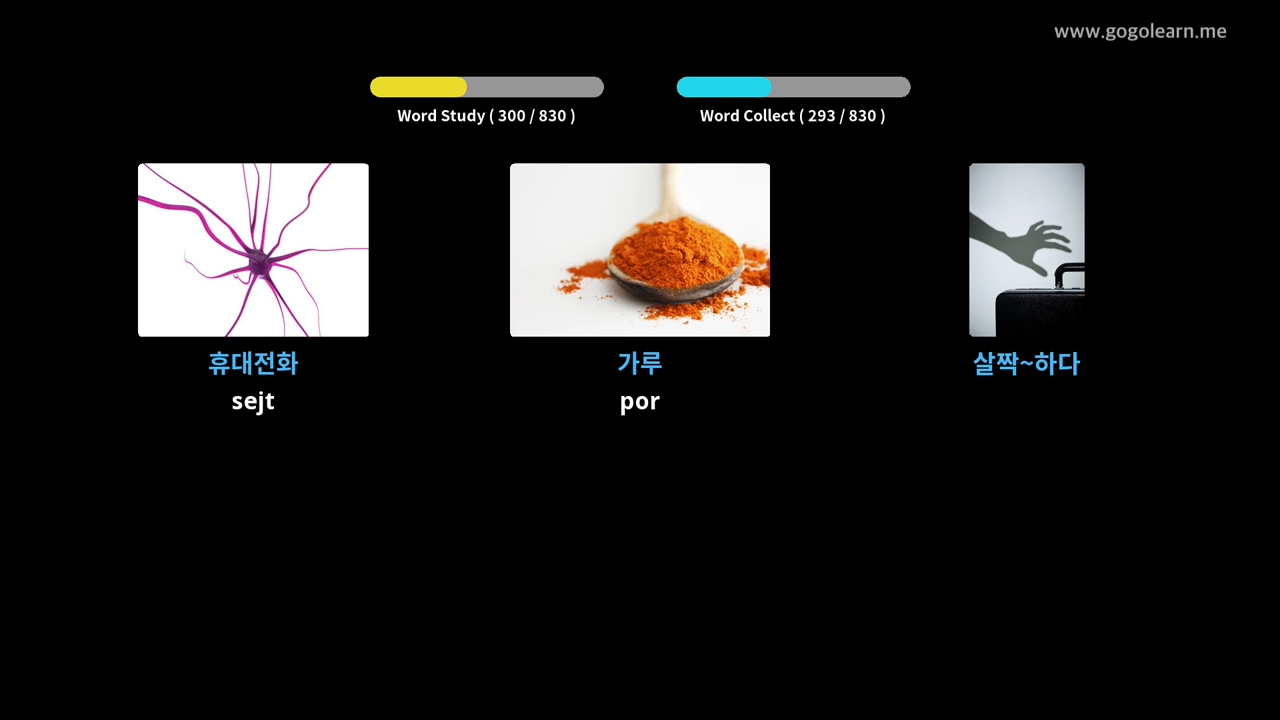 www.gogolearn.me
Word Study ( 300 / 830 )
Word Collect ( 293 / 830 )
휴대전화
가루
살짝~하다
sejt
por